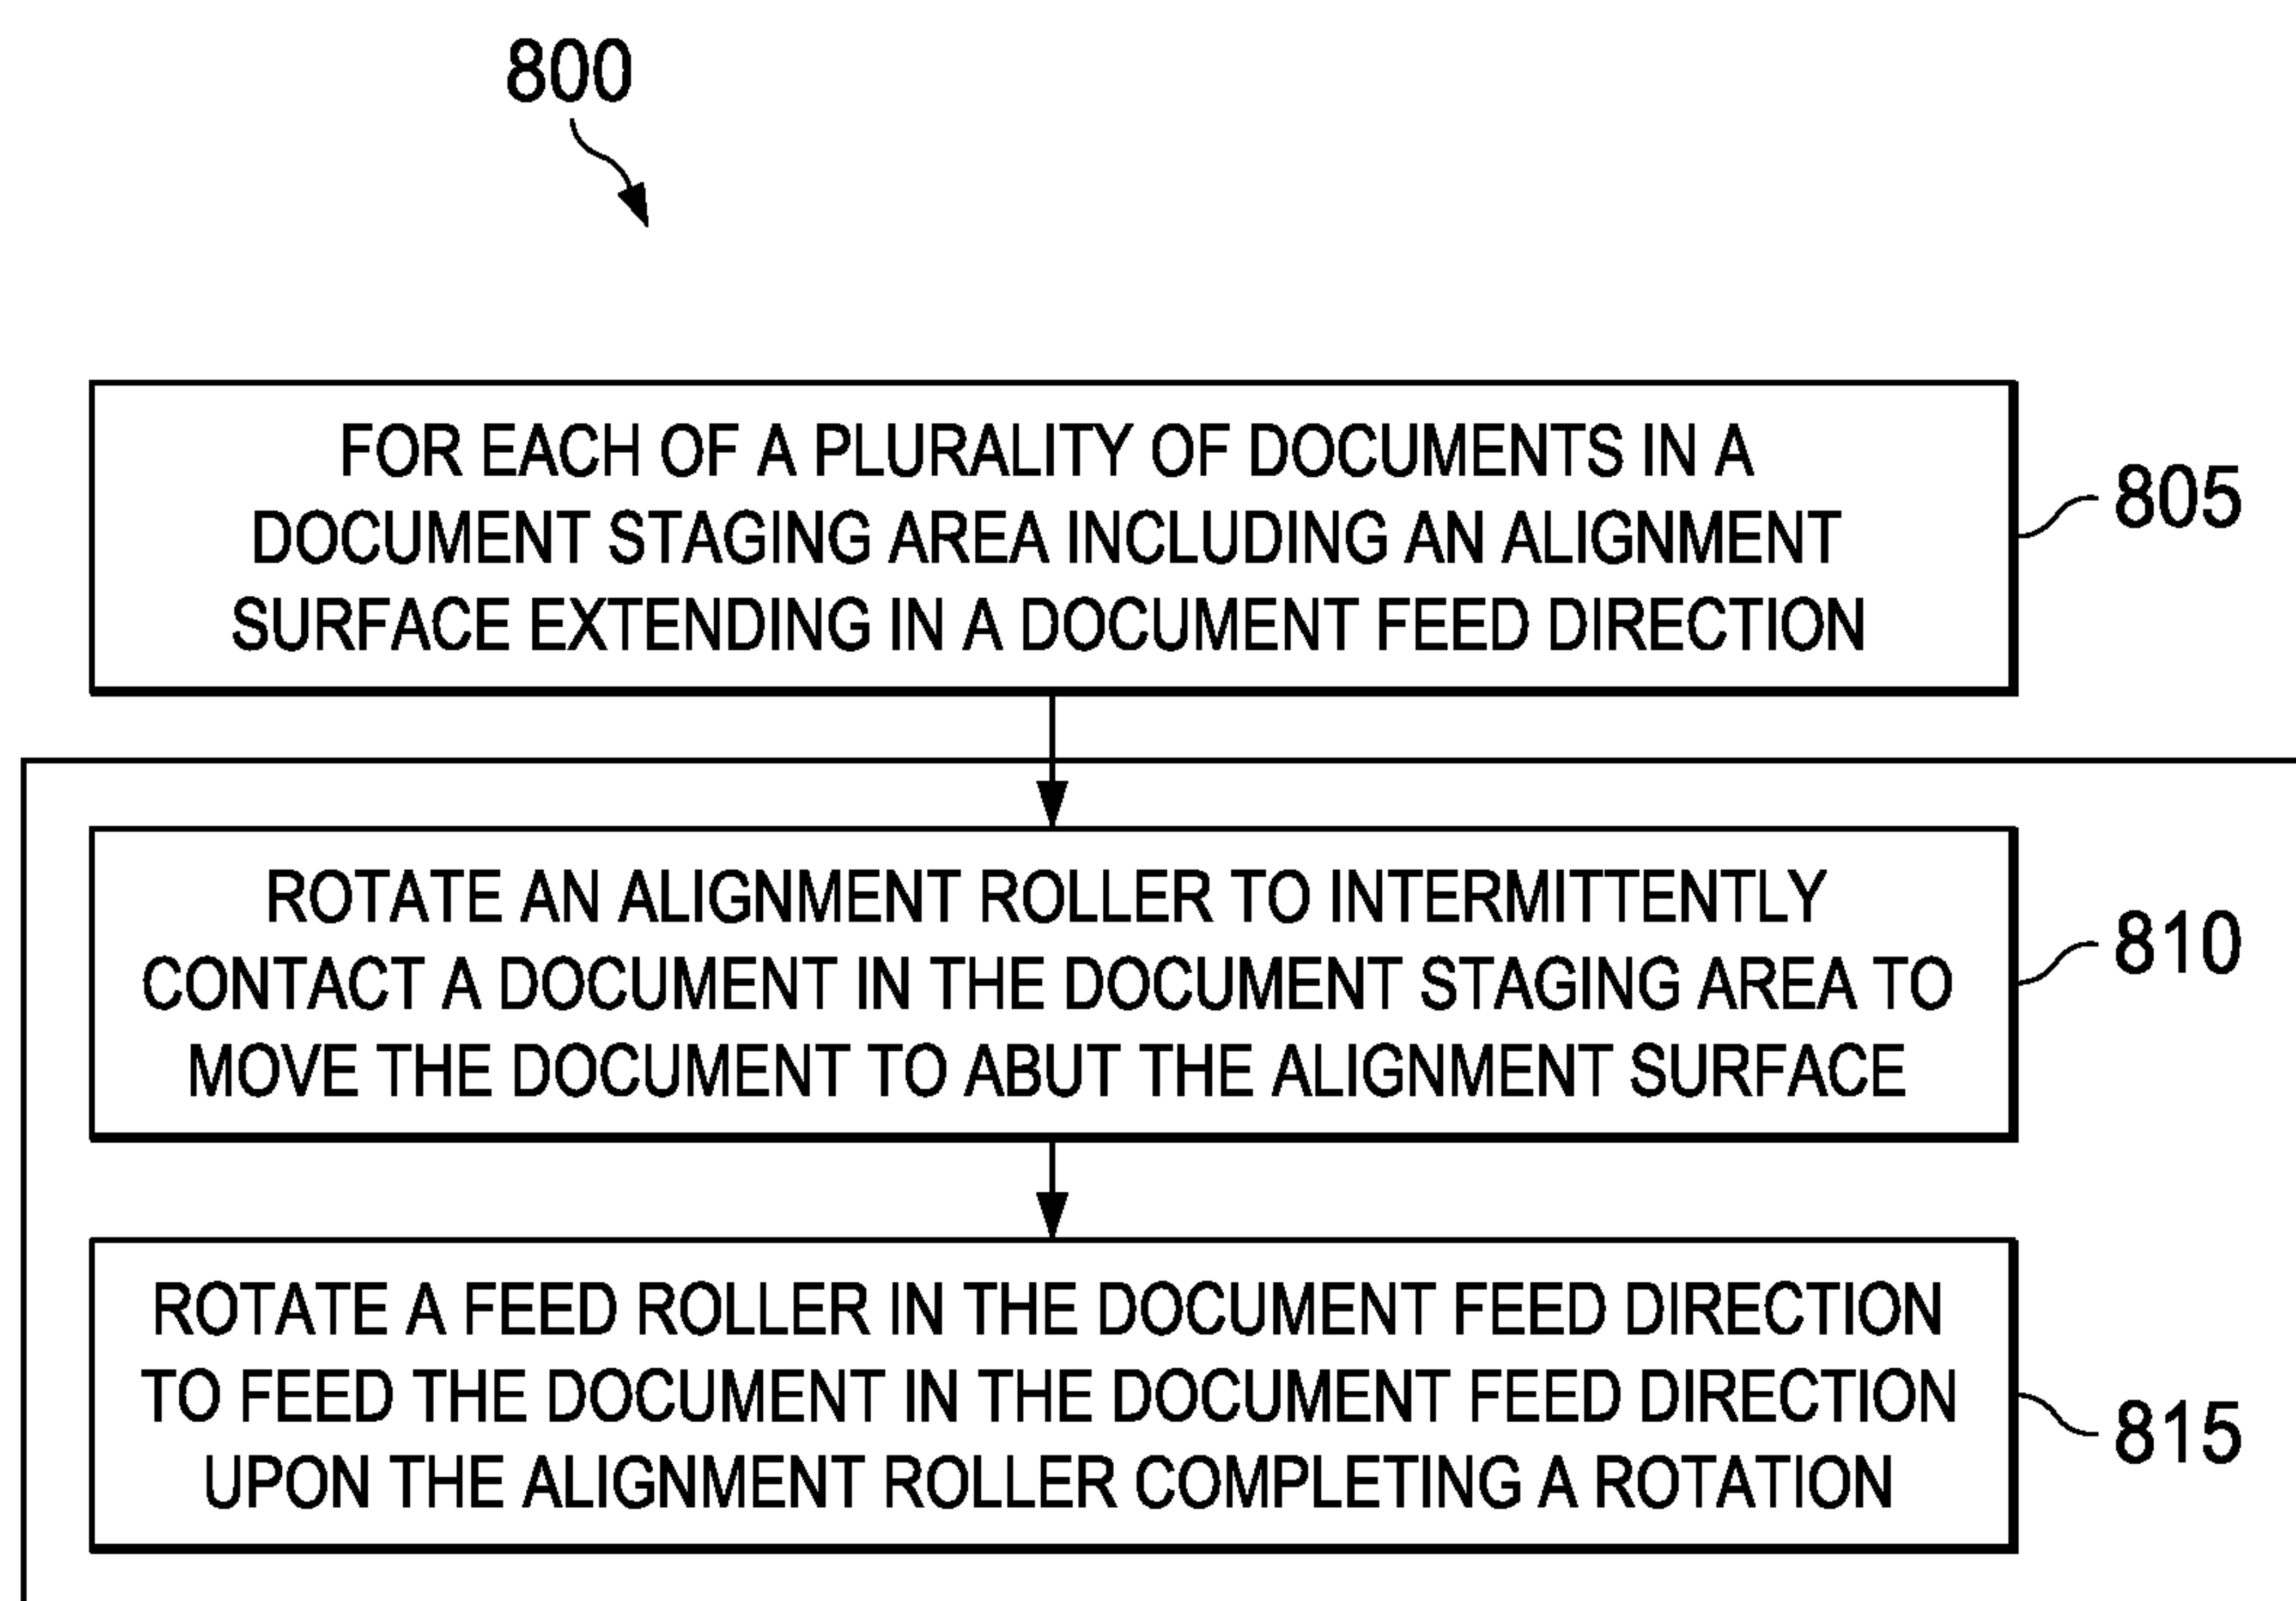 800
FOR EACH OF A PLURALITY OF DOCUMENTS IN A
DOCUMENT STAGING AREA INCLUDING AN ALIGNMENT
SURFACE EXTENDING IN A DOCUMENT FEED DIRECTION
805
ROTATE AN ALIGNMENT ROLLER TO INTERMITTENTLY
CONTACT A DOCUMENT IN THE DOCUMENT STAGING AREA TO
MOVE THE DOCUMENT TO ABUT THE ALIGNMENT SURFACE
810
ROTATE A FEED ROLLER IN THE DOCUMENT FEED DIRECTION
TO FEED THE DOCUMENT IN THE DOCUMENT FEED DIRECTION
UPON THE ALIGNMENT ROLLER COMPLETING A ROTATION
815